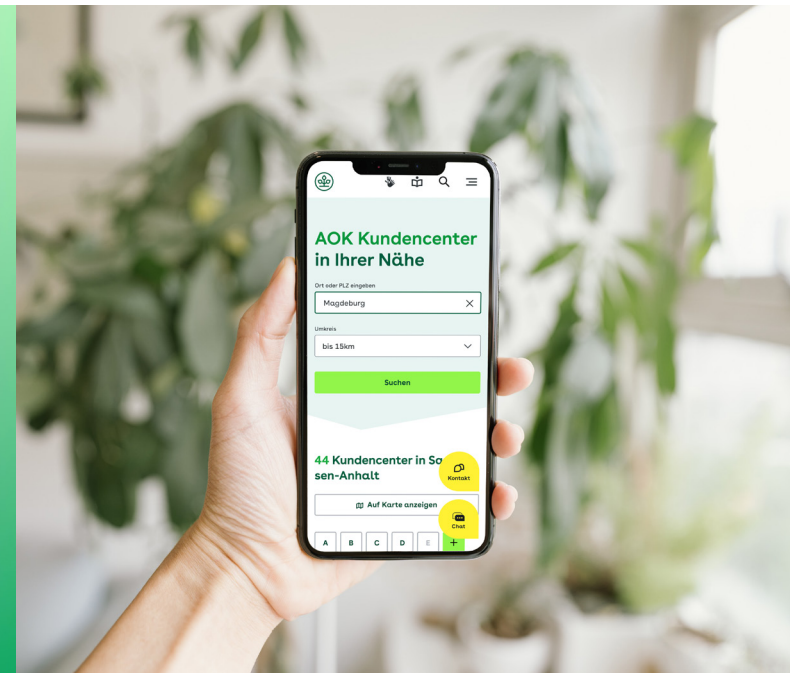 AOK Kundencenter
in Ihrer Nähe
Ort oder PLZ eingeben
Magdeburg
Umkreis
bis 15km
Suchen
44 Kundencenter in Sa
sen-Anhalt
Kontakt
Auf Karte anzeigen
Chat
A B C D E +